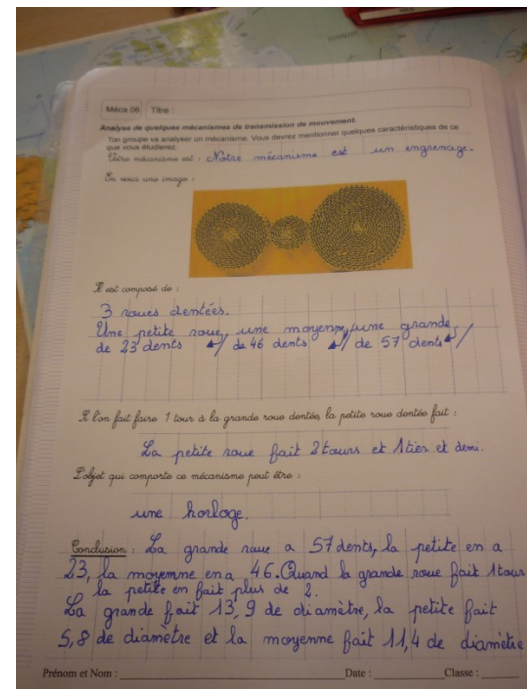 Méca 06 Titre :
Analyse de quelques mécanismes de transmission de mouvement.
Ton groupe va analyser un mécanisme. Vous devrez mentionner quelques caractéristiques de ce
que vous étudierez.
Votre mécanisme est : Notre mécanisme est un engrenage.
En voici une image :
Il est composé de :
3 roues dentées.
Une petite roue, une moyenne, une grande,
de 23 dents de 46 dents de 57 dents
Si l'on fait faire 1 tour à la grande roue dentée, la petite roue dentée fait :
La petite roue fait 2 tours et 1 tier et demi.
L'objet qui comporte ce mécanisme peut être :
une horloge.
Conclusion : La grande roue a 57 dents, la petite en a
23, la moyenne en a 46. Quand la grande roue fait 1 tour
la petite en fait plus de 2.
La grande fait 13,9 de diamètre, la petite fait
5,8 de diamètre et la moyenne fait 11,4 de diamètre
Prénom et Nom : Date : Classe :